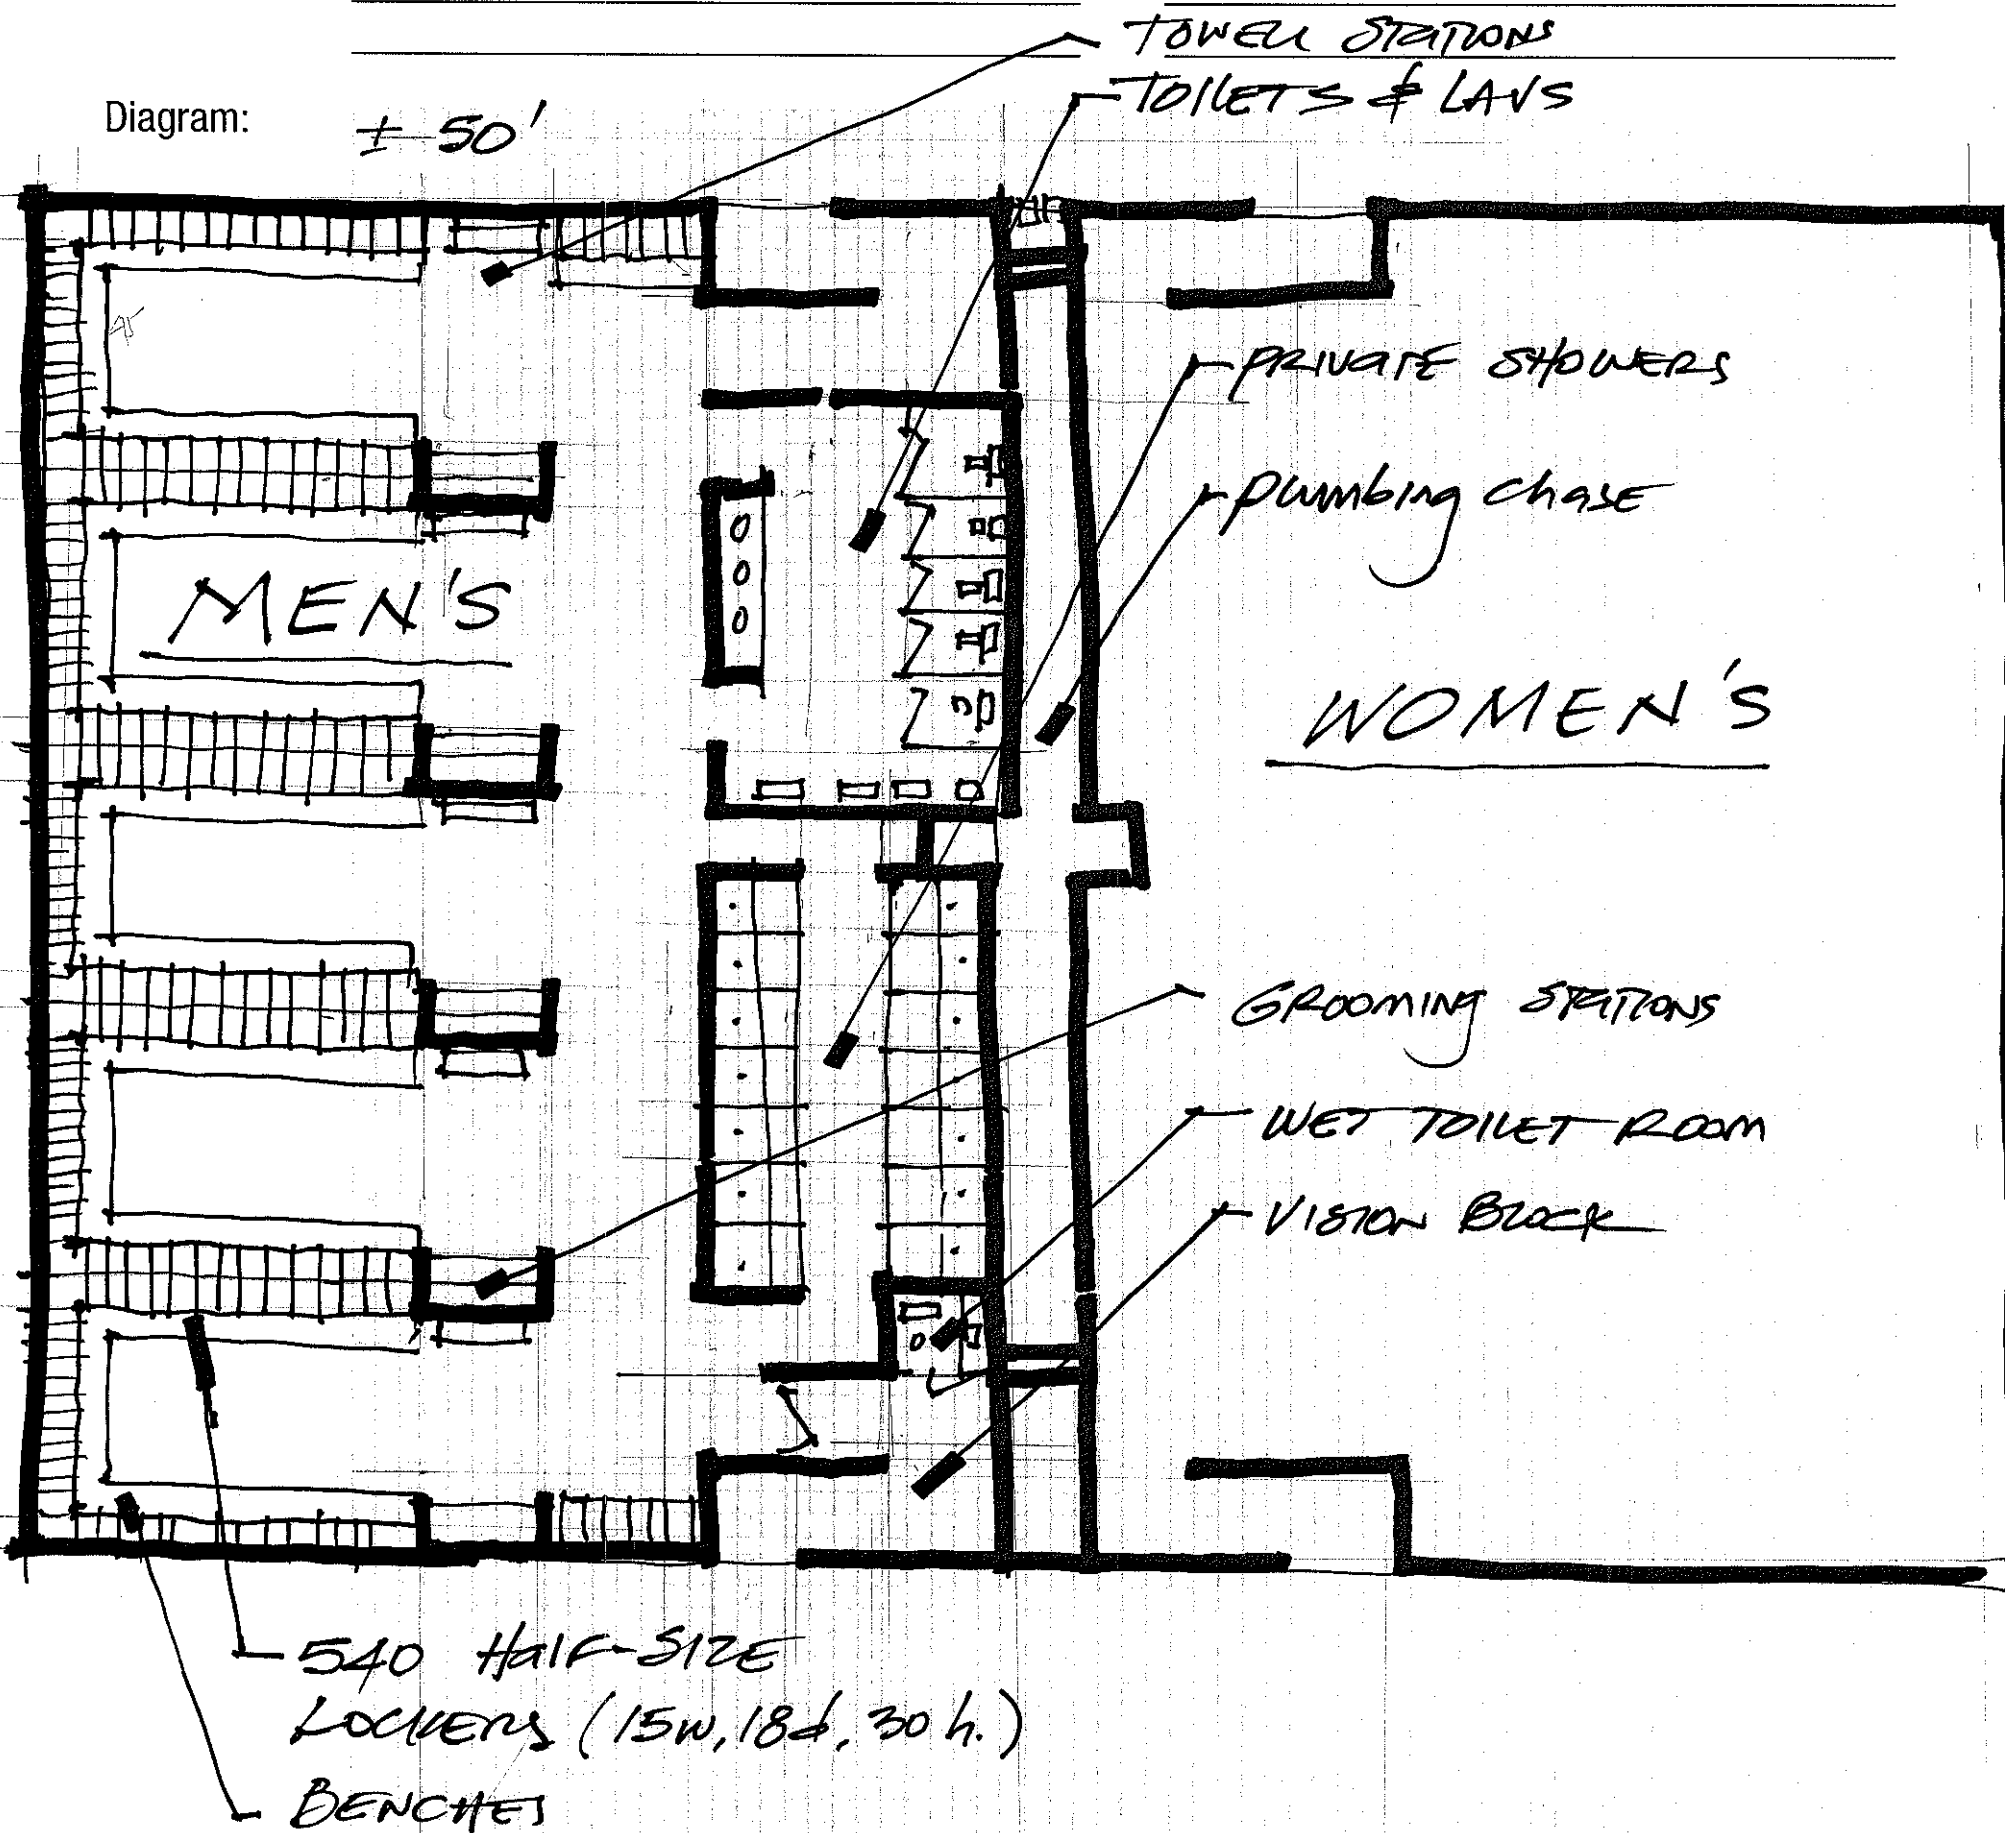 TOWEL STATIONS
TOILETS & LAVS
Diagram:
± 50'
PRIVATE SHOWERS
PLUMBING CHASE
MEN'S
WOMEN'S
GROOMING STATIONS
WET TOILET ROOM
VISION BLOCK
540 HALF-SIZE
LOCKERS (15w, 18d, 30h.)
BENCHES